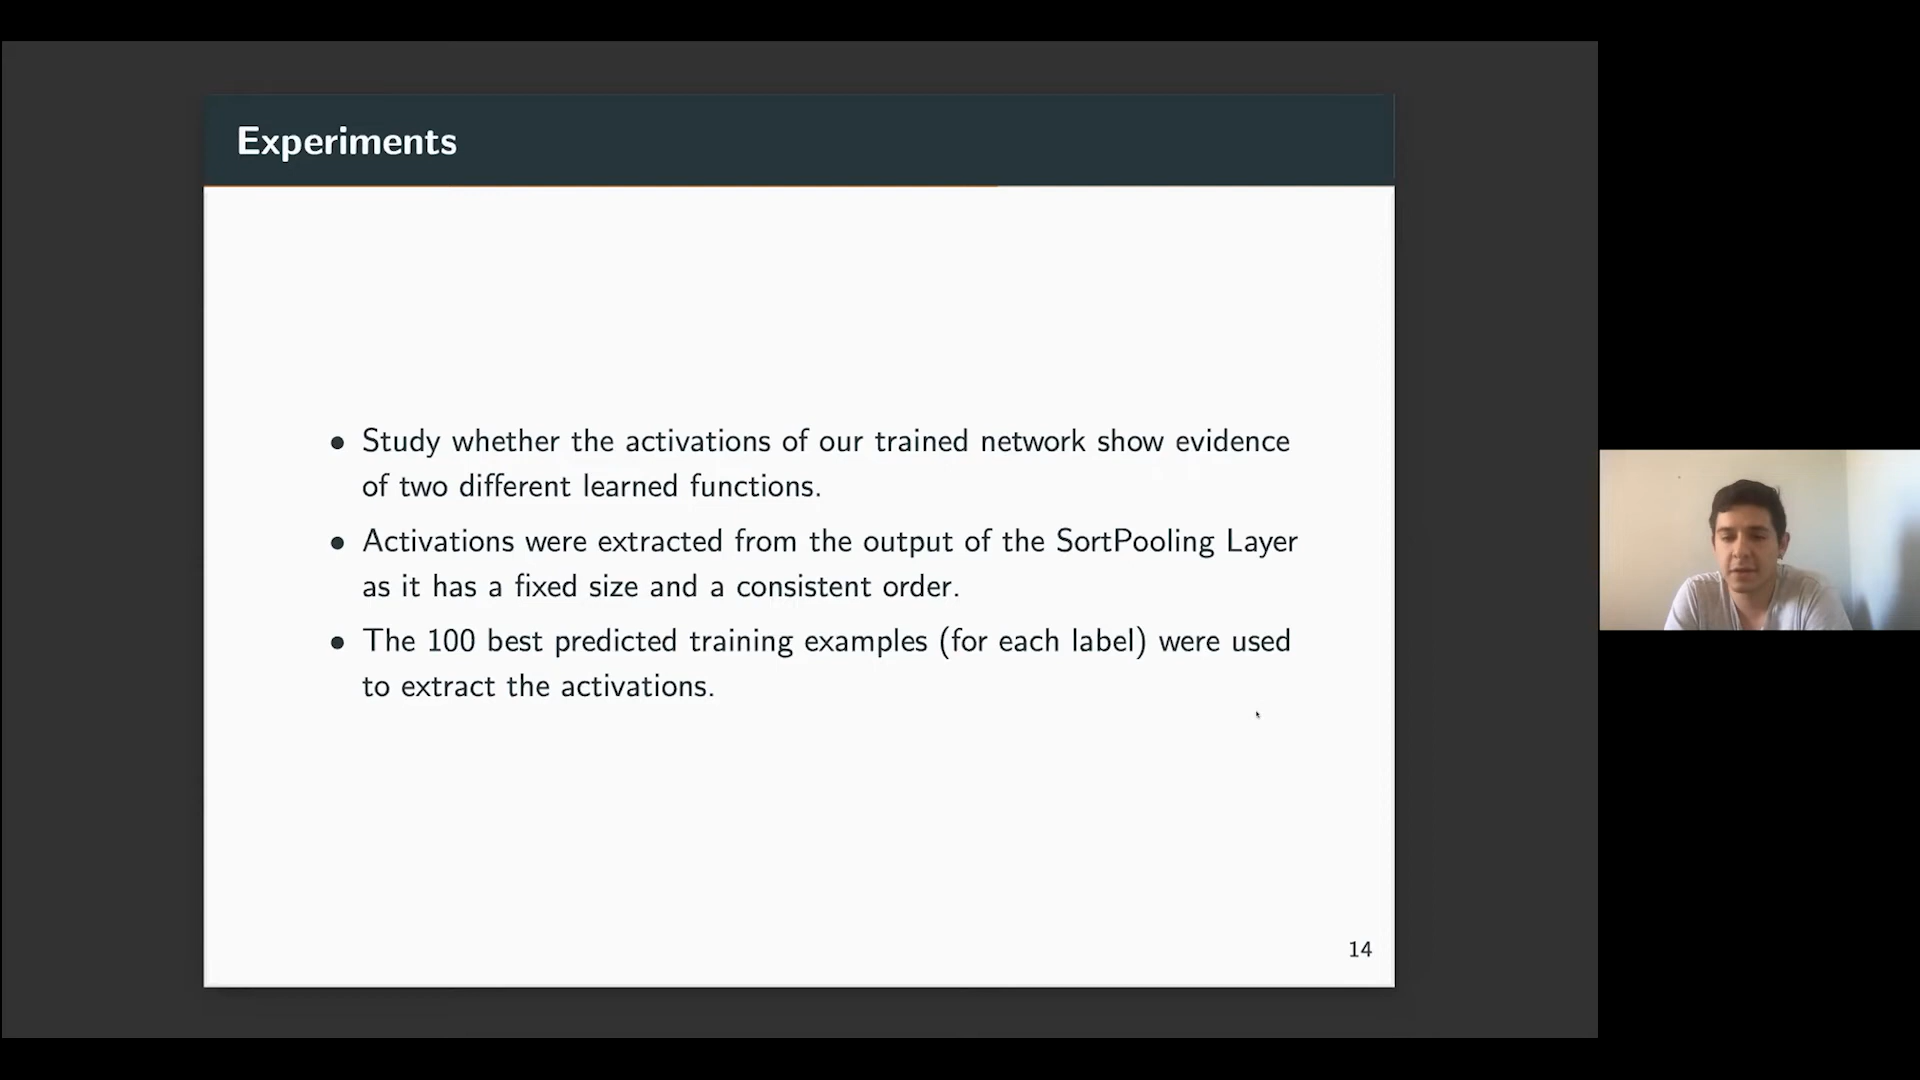 Experiments
• Study whether the activations of our trained network show evidence
of two different learned functions.
• Activations were extracted from the output of the SortPooling Layer
as it has a fixed size and a consistent order.
• The 100 best predicted training examples (for each label) were used
to extract the activations.
14